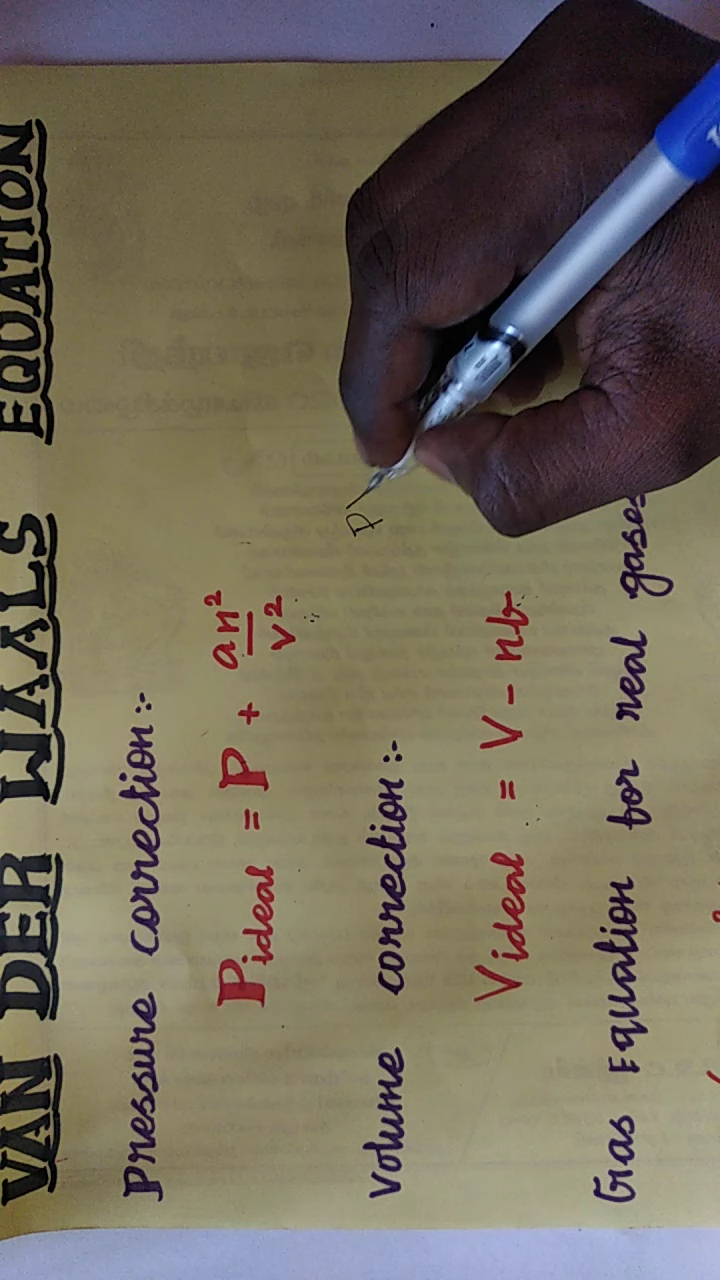 VAN DER WAALS EQUATION
Pressure correction :-
Pideal = P + an²/V²
P
Volume correction :-
Videal = V - nb
Gas Equation for real gases